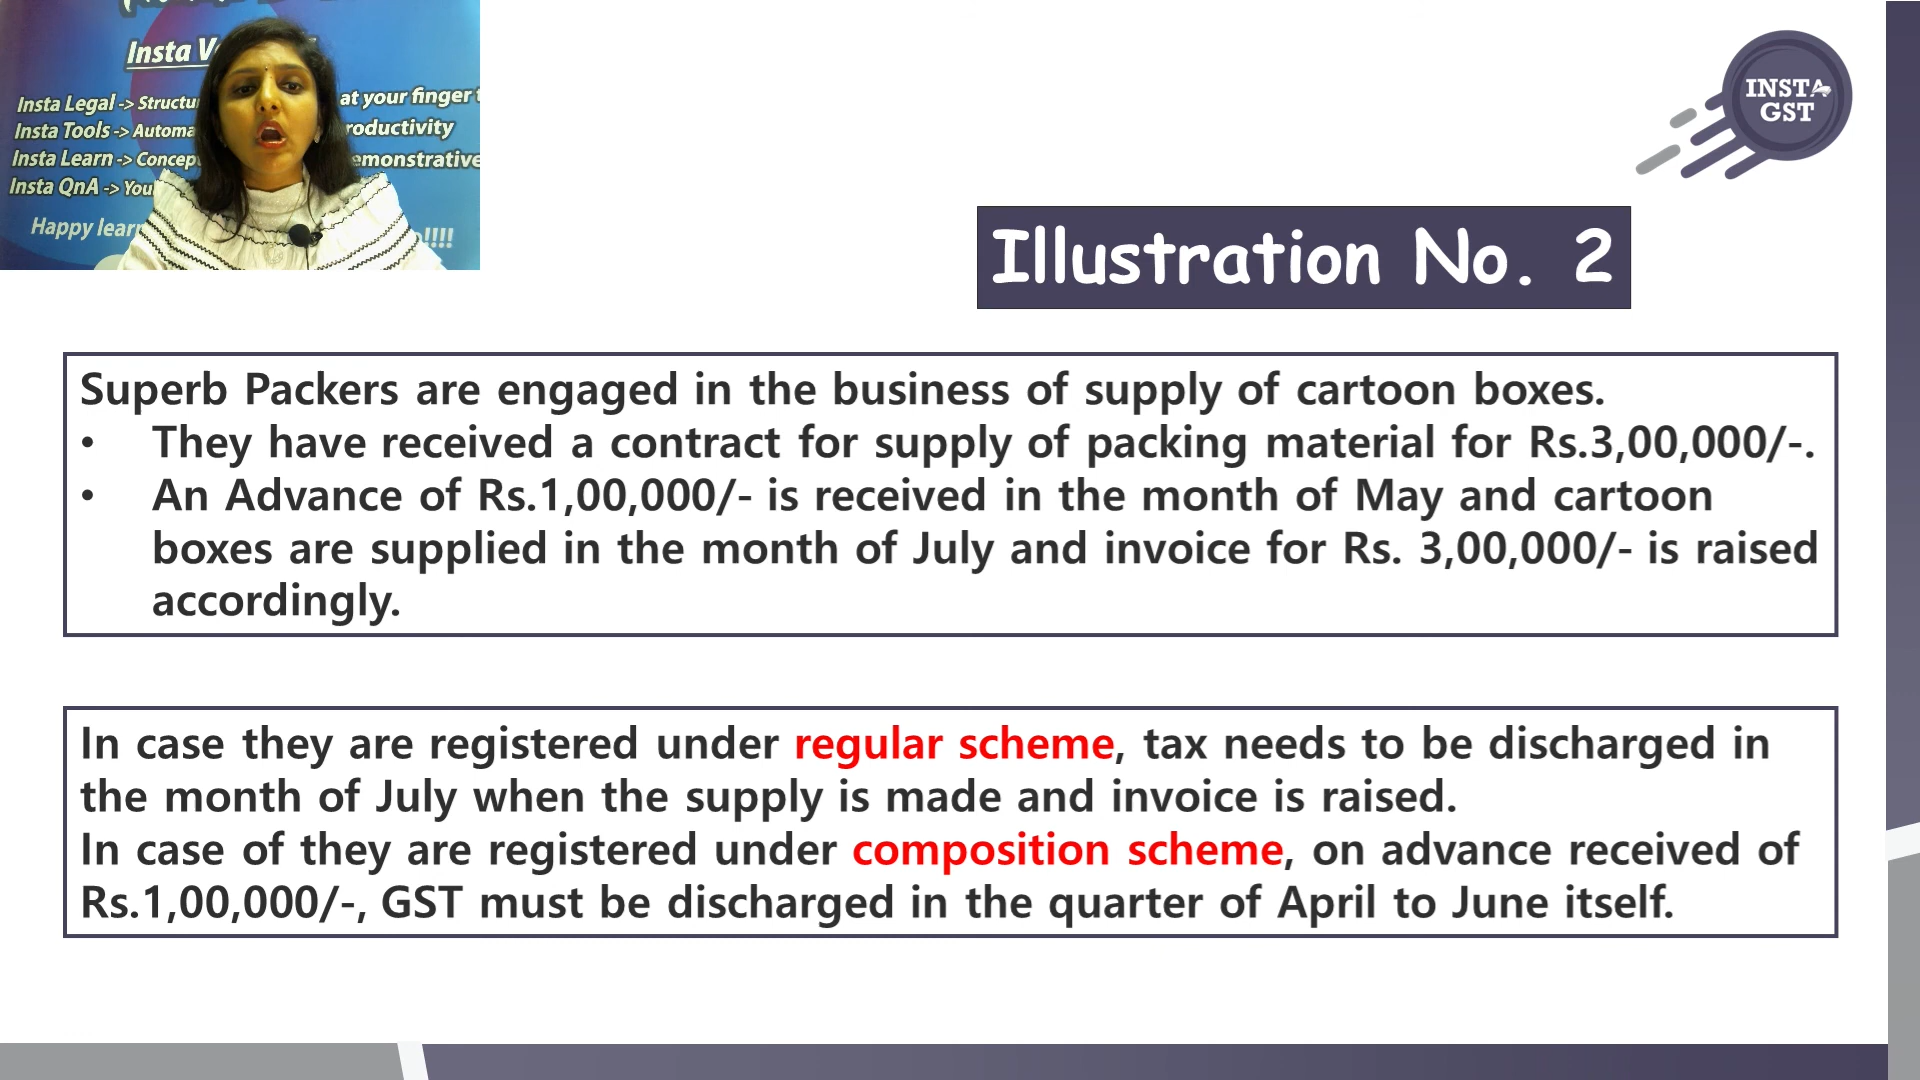 Insta V
Insta Legal -> Structu at your finger
Insta Tools -> Automa roductivity
Insta Learn -> Concep emonstrative
Insta QnA -> You
Happy lear !!!!
INSTA
GST
Illustration No. 2
Superb Packers are engaged in the business of supply of cartoon boxes.
• They have received a contract for supply of packing material for Rs.3,00,000/-.
• An Advance of Rs.1,00,000/- is received in the month of May and cartoon
boxes are supplied in the month of July and invoice for Rs. 3,00,000/- is raised
accordingly.
In case they are registered under regular scheme, tax needs to be discharged in
the month of July when the supply is made and invoice is raised.
In case of they are registered under composition scheme, on advance received of
Rs.1,00,000/-, GST must be discharged in the quarter of April to June itself.